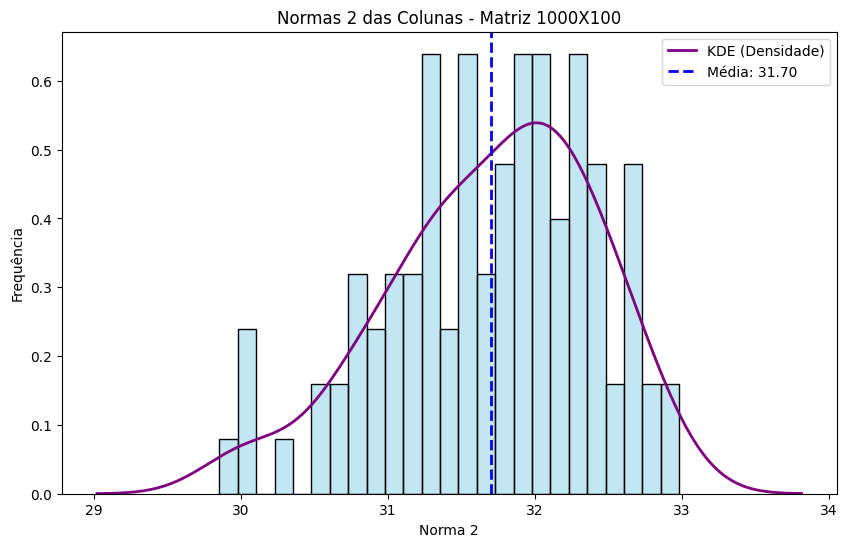 Normas 2 das Colunas - Matriz 1000X100
KDE (Densidade)
Média: 31.70
Frequência
0.6
0.5
0.4
0.3
0.2
0.1
0.0
29 30 31 32 33 34
Norma 2